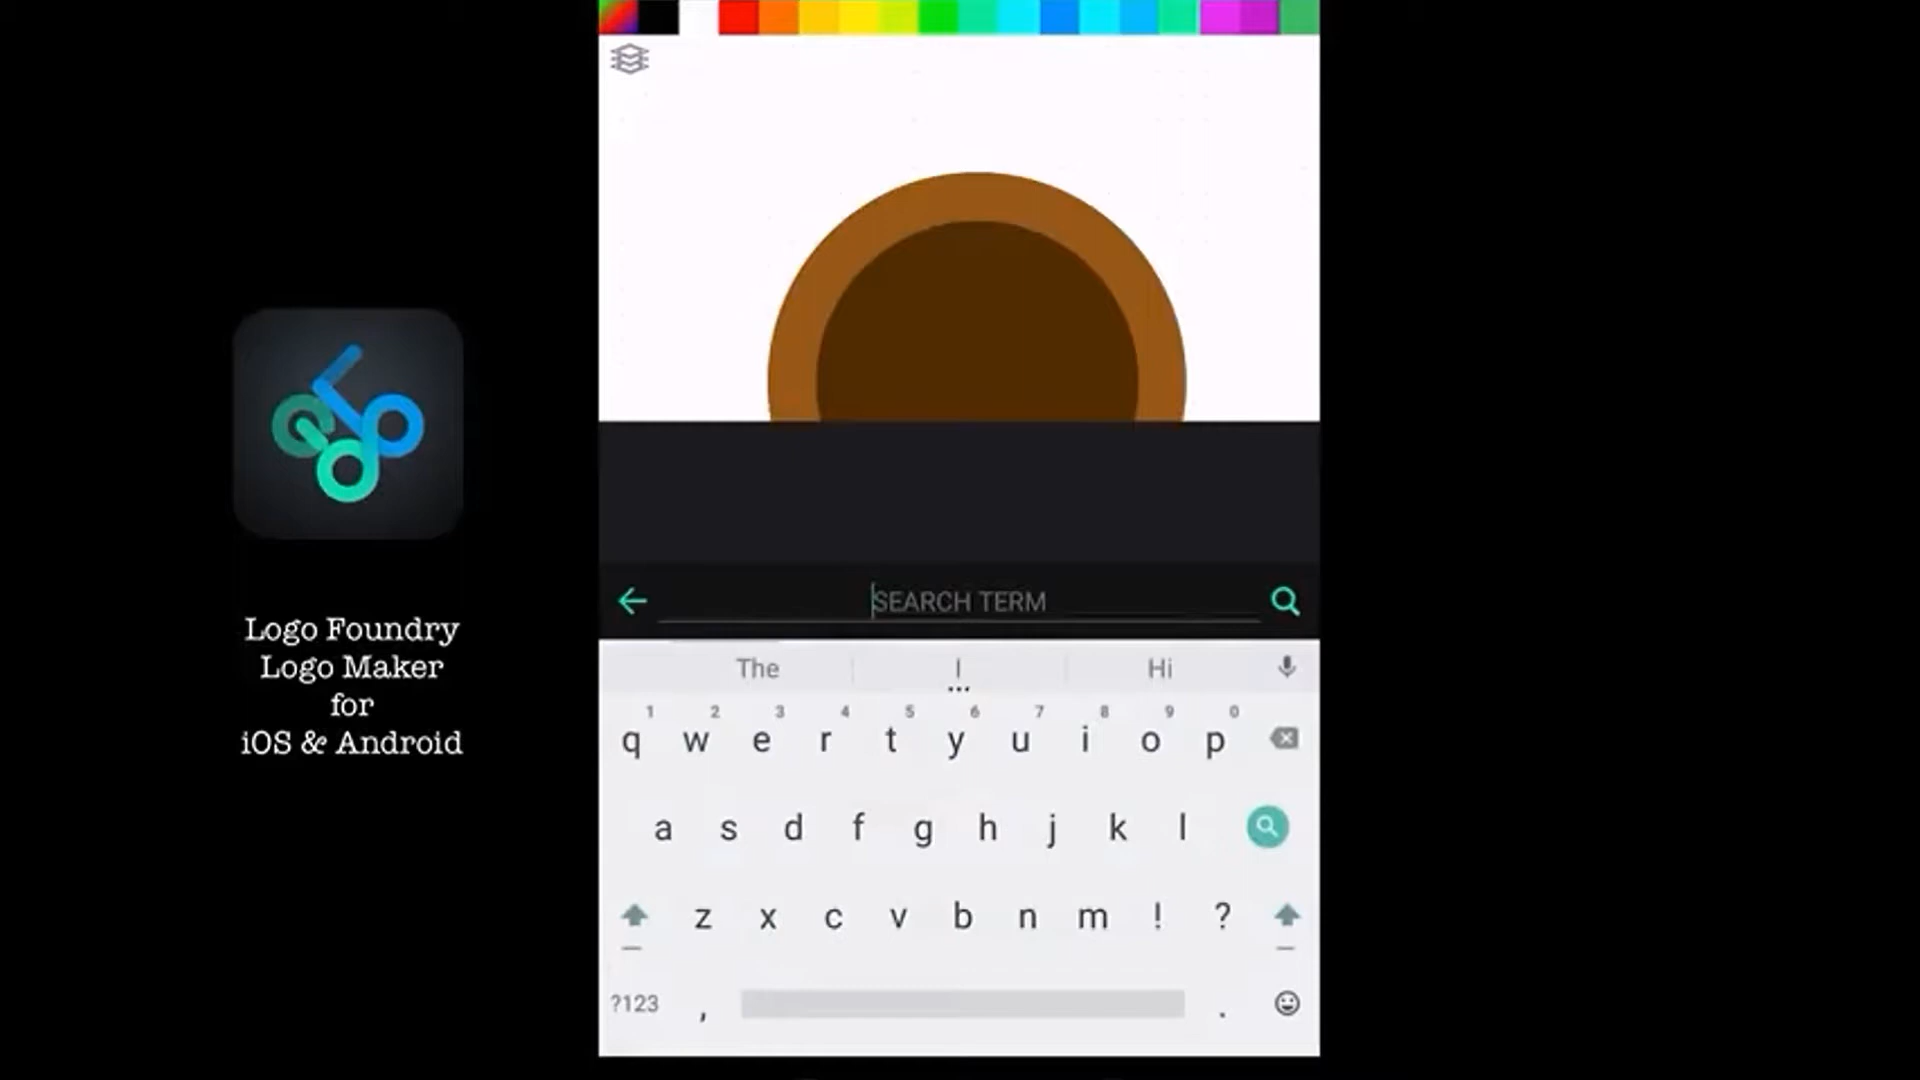 Logo Foundry
Logo Maker
for
iOS & Android
SEARCH TERM
The I Hi
1 2 3 4 5 6 7 8 9 0
q w e r t y u i o p
a s d f g h j k l
z x c v b n m ! ?
?123 , .